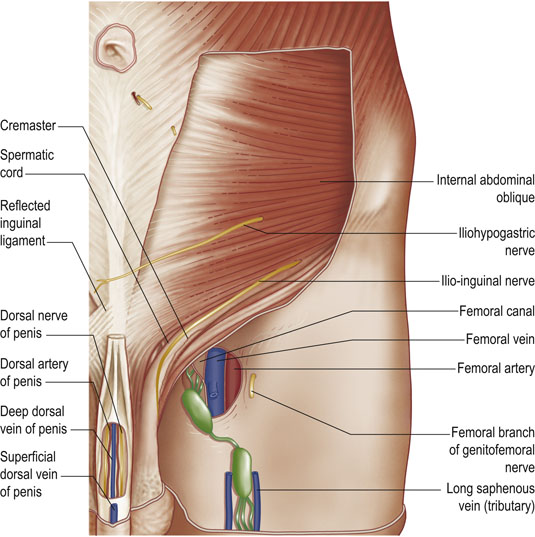 Cremaster
Spermatic
cord
Reflected
inguinal
ligament
Dorsal nerve
of penis
Dorsal artery
of penis
Deep dorsal
vein of penis
Superficial
dorsal vein
of penis
Internal abdominal
oblique
Iliohypogastric
nerve
Ilio-inguinal nerve
Femoral canal
Femoral vein
Femoral artery
Femoral branch
of genitofemoral
nerve
Long saphenous
vein (tributary)